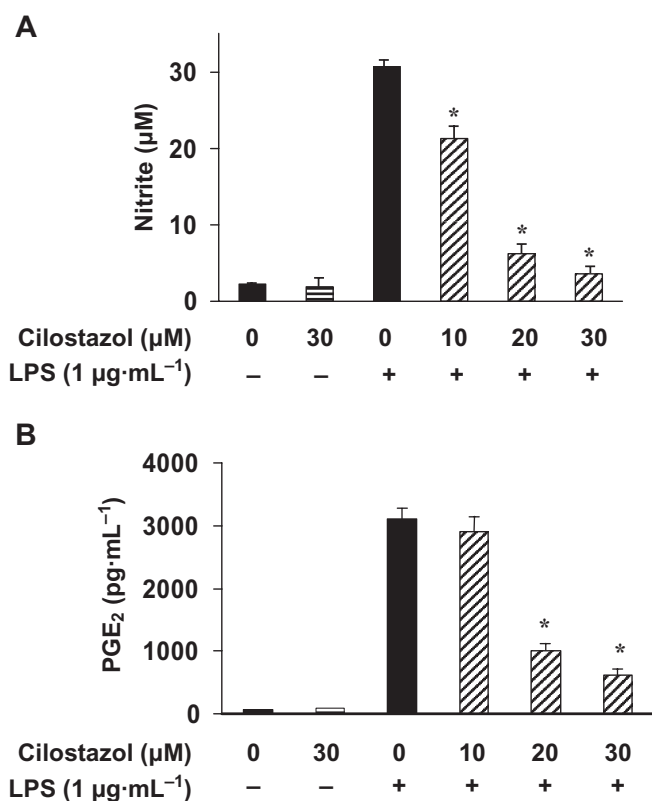 A
Nitrite (µM)
30
20
10
0
* * *
Cilostazol (µM) 0 30 0 10 20 30
LPS (1 µg·mL⁻¹) – – + + + +
B
PGE₂ (pg·mL⁻¹)
4000
3000
2000
1000
0
* *
Cilostazol (µM) 0 30 0 10 20 30
LPS (1 µg·mL⁻¹) – – + + + +